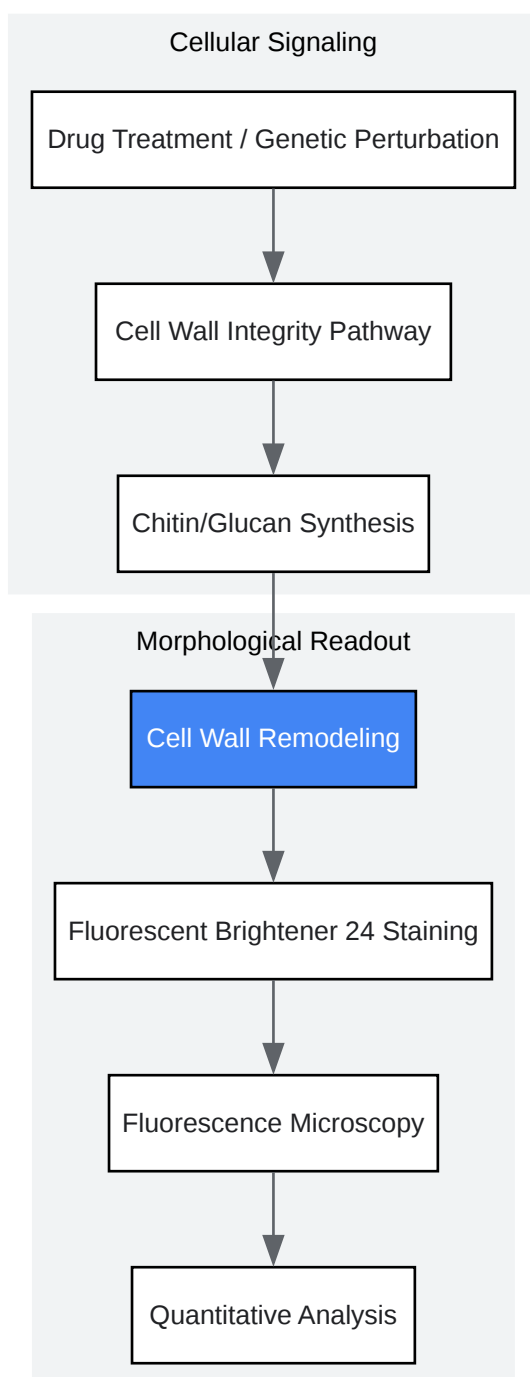 Cellular Signaling
Drug Treatment / Genetic Perturbation
Cell Wall Integrity Pathway
Chitin/Glucan Synthesis
Morphological Readout
Cell Wall Remodeling
Fluorescent Brightener 24 Staining
Fluorescence Microscopy
Quantitative Analysis